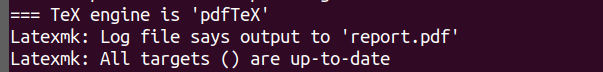 === TeX engine is 'pdfTeX'
Latexmk: Log file says output to 'report.pdf'
Latexmk: All targets () are up-to-date